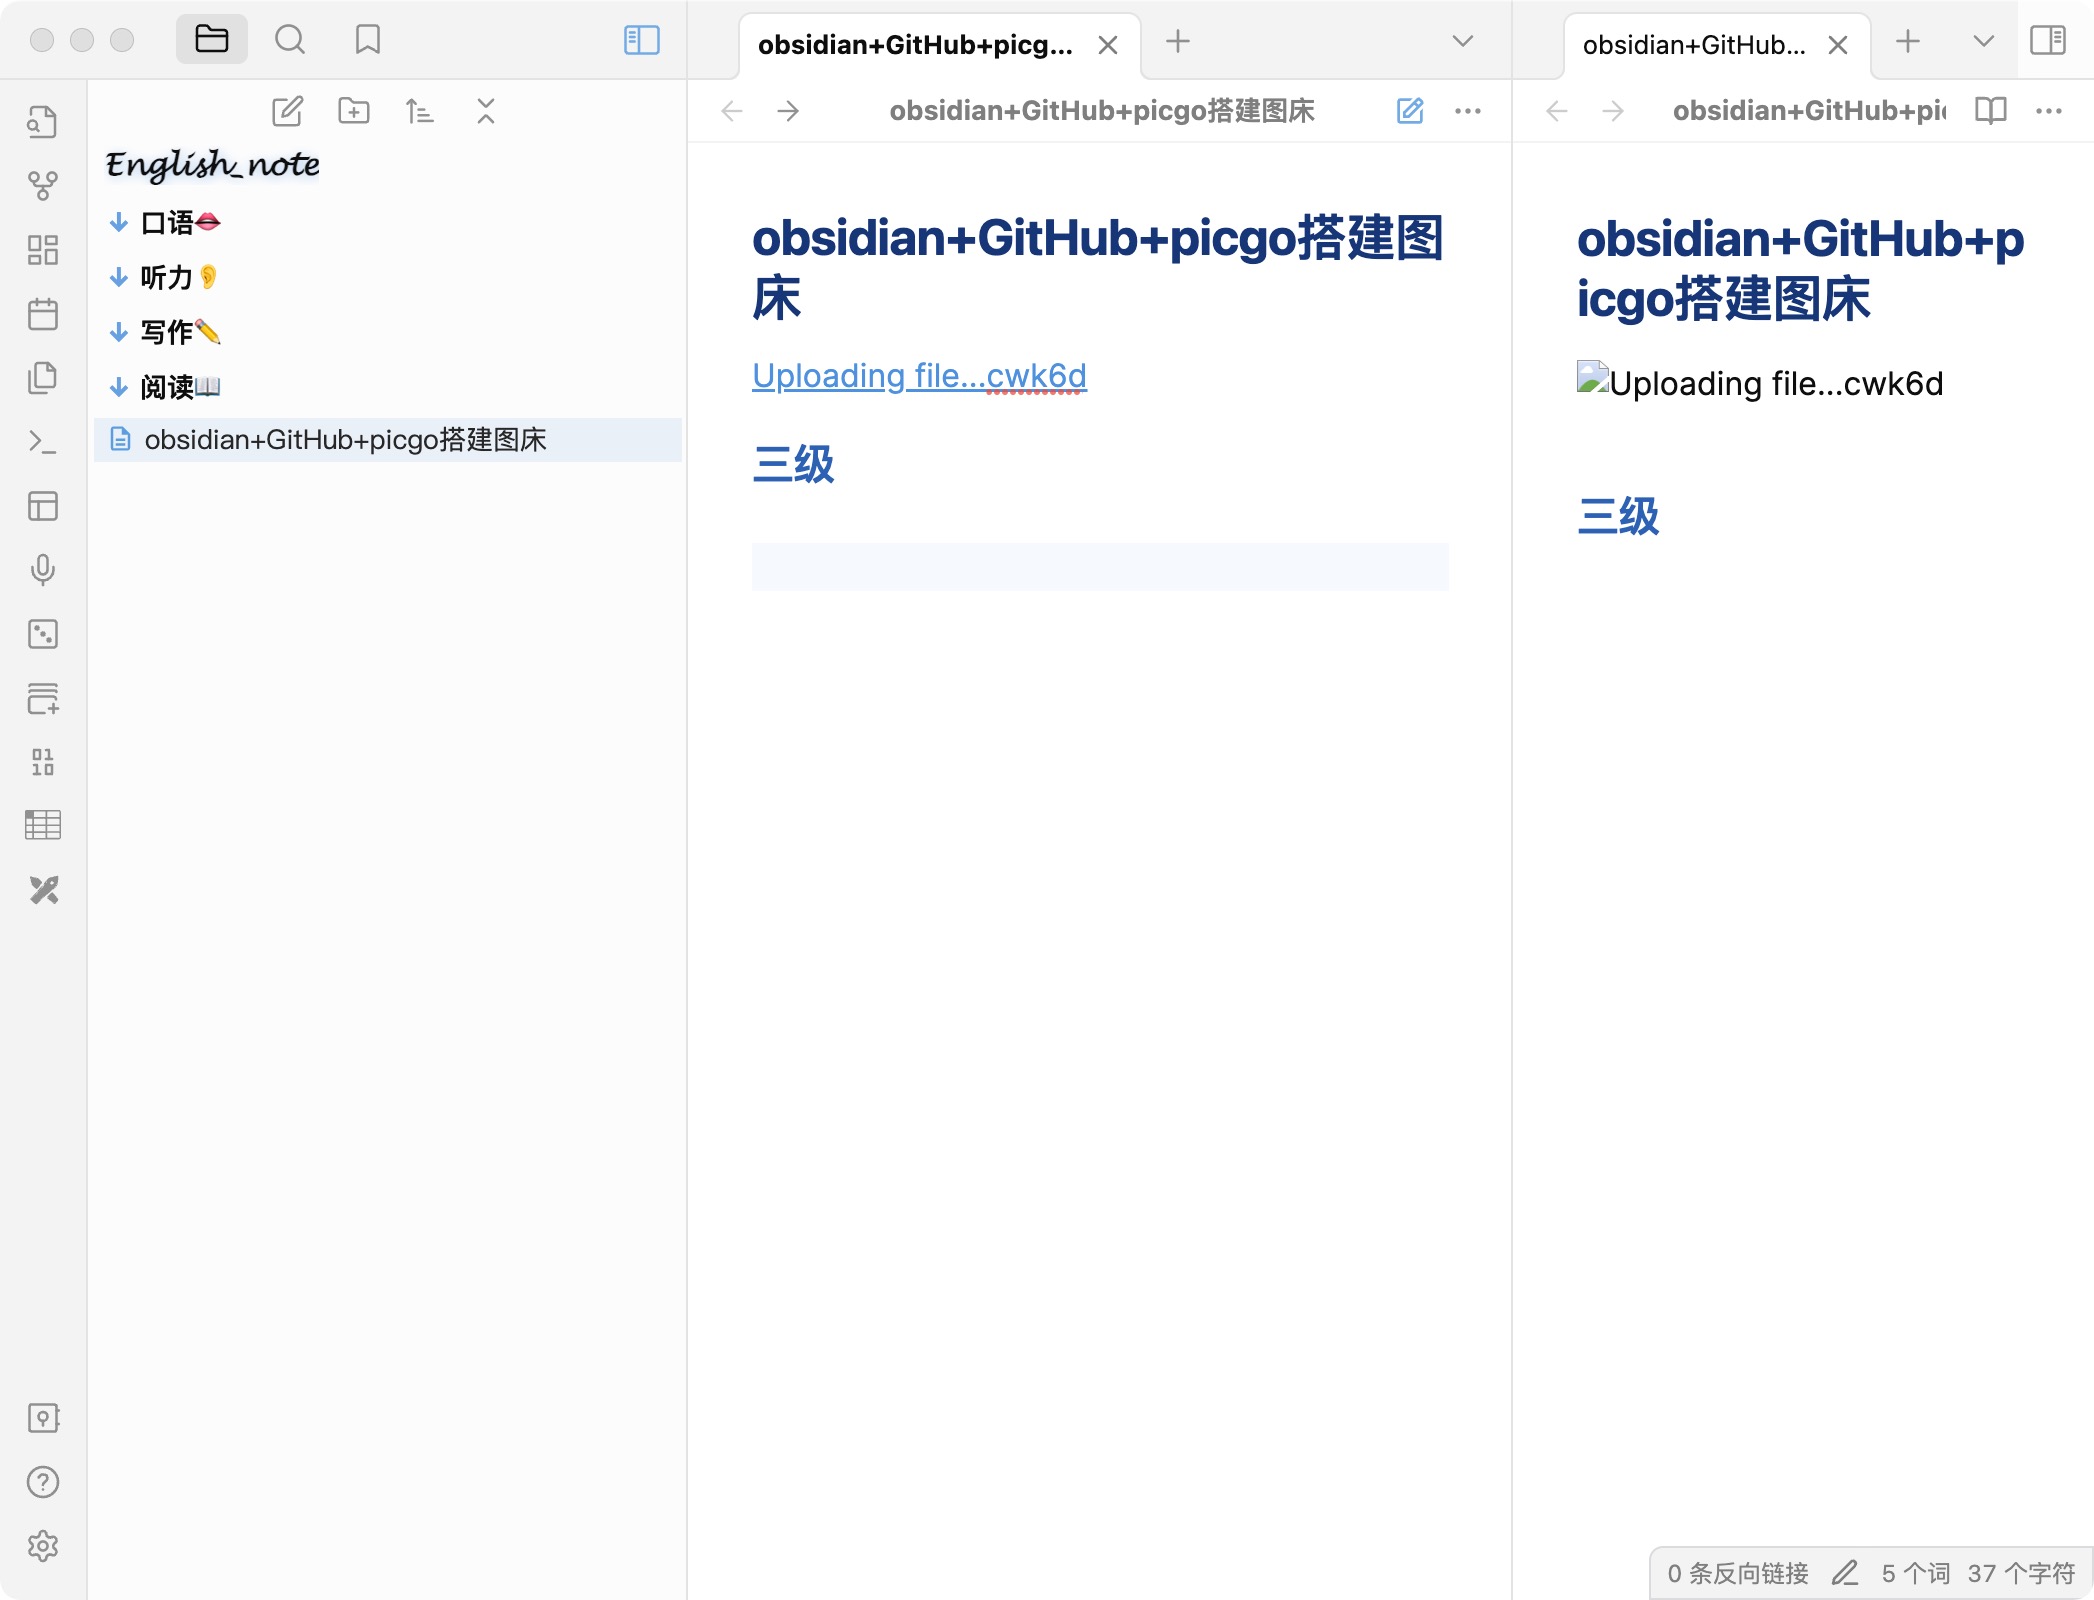 obsidian+GitHub+picg...
obsidian+GitHub...
English_note
口语👄
听力👂
写作✏️
阅读📖
obsidian+GitHub+picgo搭建图床
obsidian+GitHub+picgo搭建图床
obsidian+GitHub+picgo搭建图
床
Uploading file...cwk6d
三级
obsidian+GitHub+pic
obsidian+GitHub+p
icgo搭建图床
Uploading file...cwk6d
三级
0 条反向链接 5 个词 37 个字符